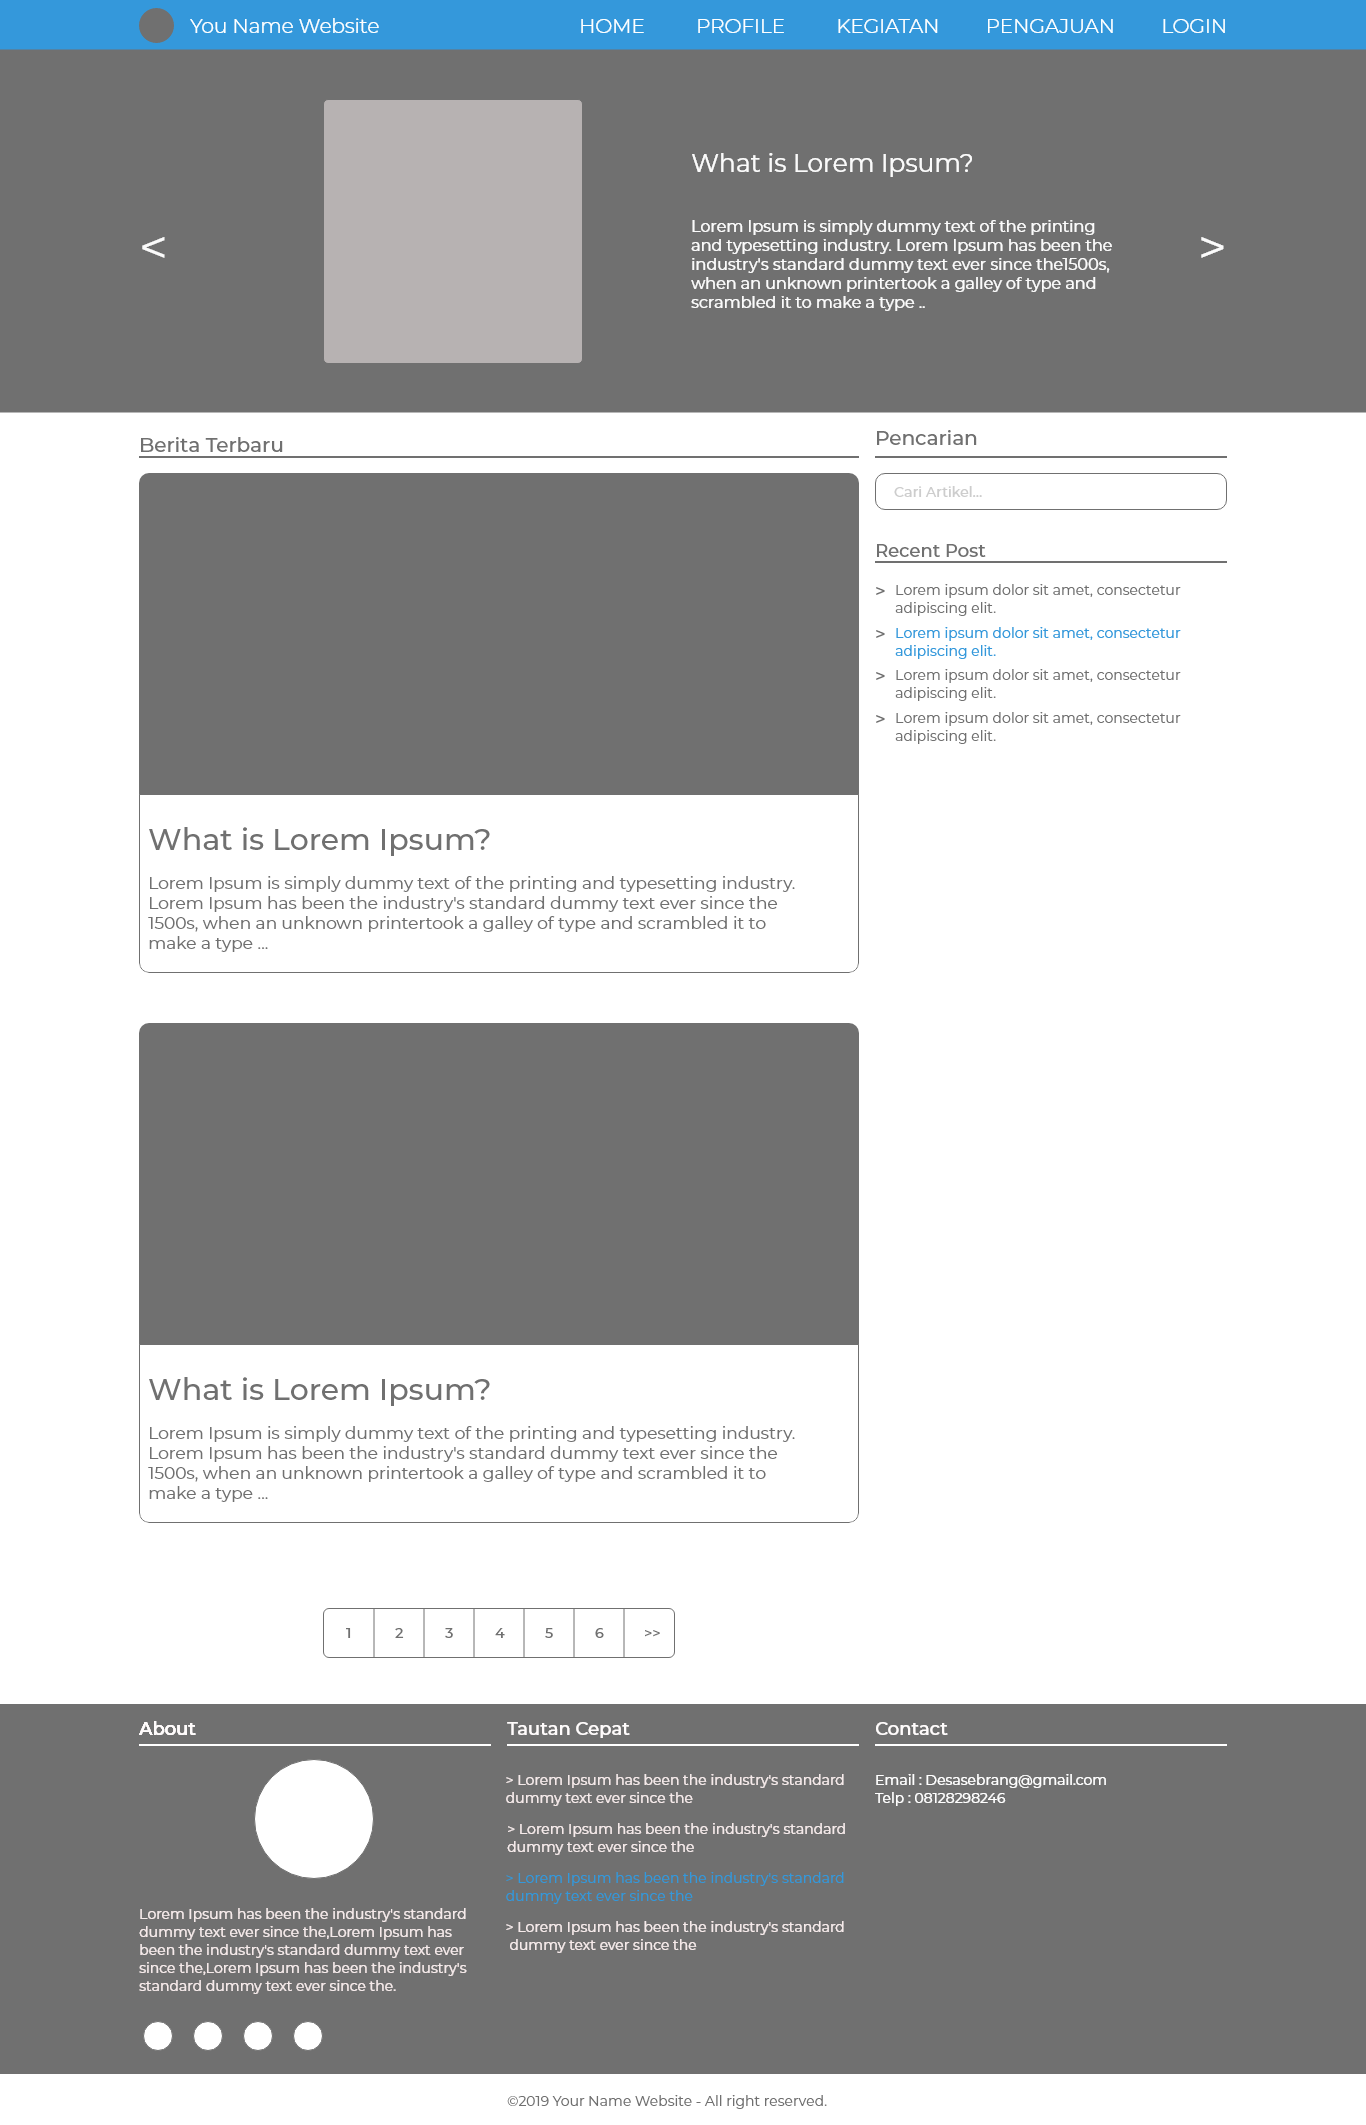 You Name Website
HOME
PROFILE
KEGIATAN
PENGAJUAN
LOGIN
<
What is Lorem Ipsum?
Lorem Ipsum is simply dummy text of the printing
and typesetting industry. Lorem Ipsum has been the
industry's standard dummy text ever since the1500s,
when an unknown printertook a galley of type and
scrambled it to make a type ..
>
Berita Terbaru
What is Lorem Ipsum?
Lorem Ipsum is simply dummy text of the printing and typesetting industry.
Lorem Ipsum has been the industry's standard dummy text ever since the
1500s, when an unknown printertook a galley of type and scrambled it to
make a type ...
What is Lorem Ipsum?
Lorem Ipsum is simply dummy text of the printing and typesetting industry.
Lorem Ipsum has been the industry's standard dummy text ever since the
1500s, when an unknown printertook a galley of type and scrambled it to
make a type ...
1
2
3
4
5
6
>>
Pencarian
Cari Artikel...
Recent Post
> Lorem ipsum dolor sit amet, consectetur
adipiscing elit.
> Lorem ipsum dolor sit amet, consectetur
adipiscing elit.
> Lorem ipsum dolor sit amet, consectetur
adipiscing elit.
> Lorem ipsum dolor sit amet, consectetur
adipiscing elit.
About
Lorem Ipsum has been the industry's standard
dummy text ever since the,Lorem Ipsum has
been the industry's standard dummy text ever
since the,Lorem Ipsum has been the industry's
standard dummy text ever since the.
Tautan Cepat
> Lorem Ipsum has been the industry's standard
dummy text ever since the
> Lorem Ipsum has been the industry's standard
dummy text ever since the
> Lorem Ipsum has been the industry's standard
dummy text ever since the
> Lorem Ipsum has been the industry's standard
dummy text ever since the
Contact
Email : Desasebrang@gmail.com
Telp : 08128298246
©2019 Your Name Website - All right reserved.